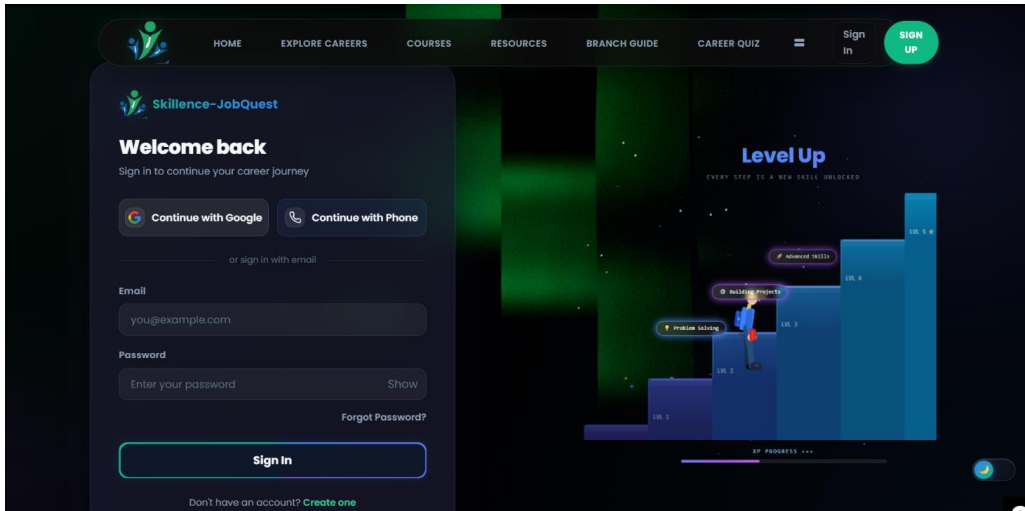 HOME
EXPLORE CAREERS
COURSES
RESOURCES
BRANCH GUIDE
CAREER QUIZ
Sign
In
SIGN
UP
Skillence-JobQuest
Welcome back
Sign in to continue your career journey
Continue with Google
Continue with Phone
or sign in with email
Email
you@example.com
Password
Enter your password
Show
Forgot Password?
Sign In
Don't have an account? Create one
Level Up
EVERY STEP IS A NEW SKILL UNLOCKED
LVL 5
Advanced Skills
LVL 4
Building Projects
LVL 3
Problem Solving
LVL 2
LVL 1
XP PROGRESS